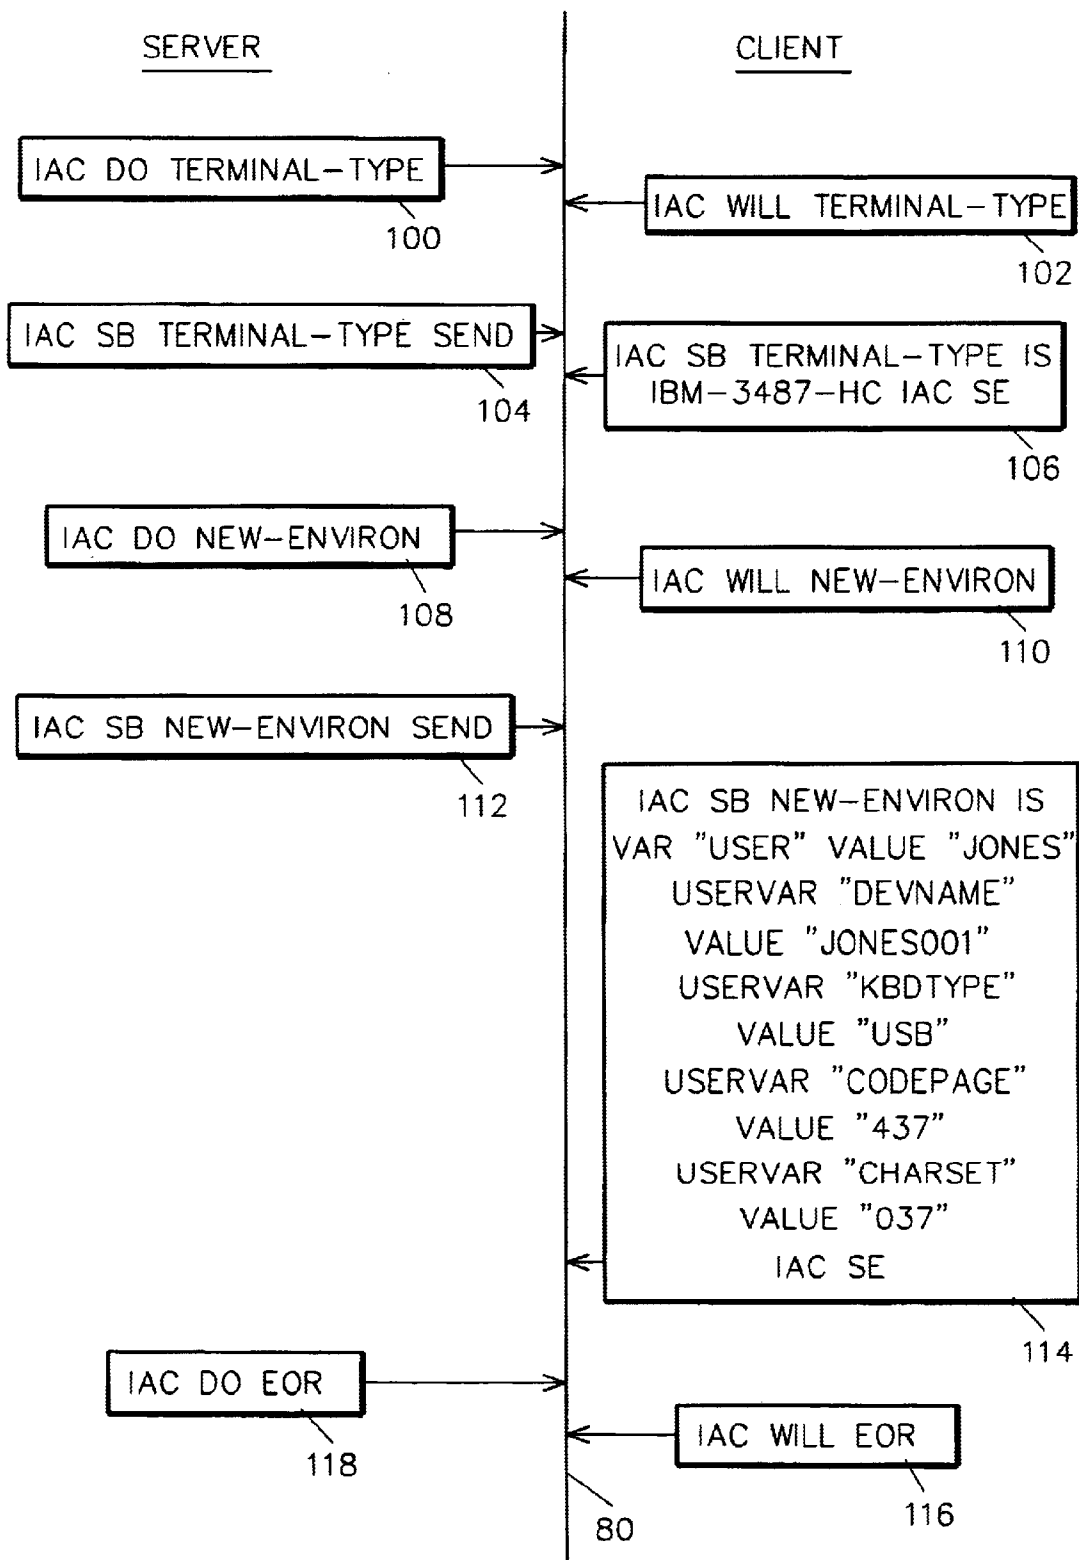 SERVER
CLIENT
IAC DO TERMINAL-TYPE
100
IAC WILL TERMINAL-TYPE
102
IAC SB TERMINAL-TYPE SEND
104
IAC SB TERMINAL-TYPE IS
IBM-3487-HC IAC SE
106
IAC DO NEW-ENVIRON
108
IAC WILL NEW-ENVIRON
110
IAC SB NEW-ENVIRON SEND
112
IAC SB NEW-ENVIRON IS
VAR "USER" VALUE "JONES"
USERVAR "DEVNAME"
VALUE "JONES001"
USERVAR "KBDTYPE"
VALUE "USB"
USERVAR "CODEPAGE"
VALUE "437"
USERVAR "CHARSET"
VALUE "037"
IAC SE
114
IAC DO EOR
118
IAC WILL EOR
116
80